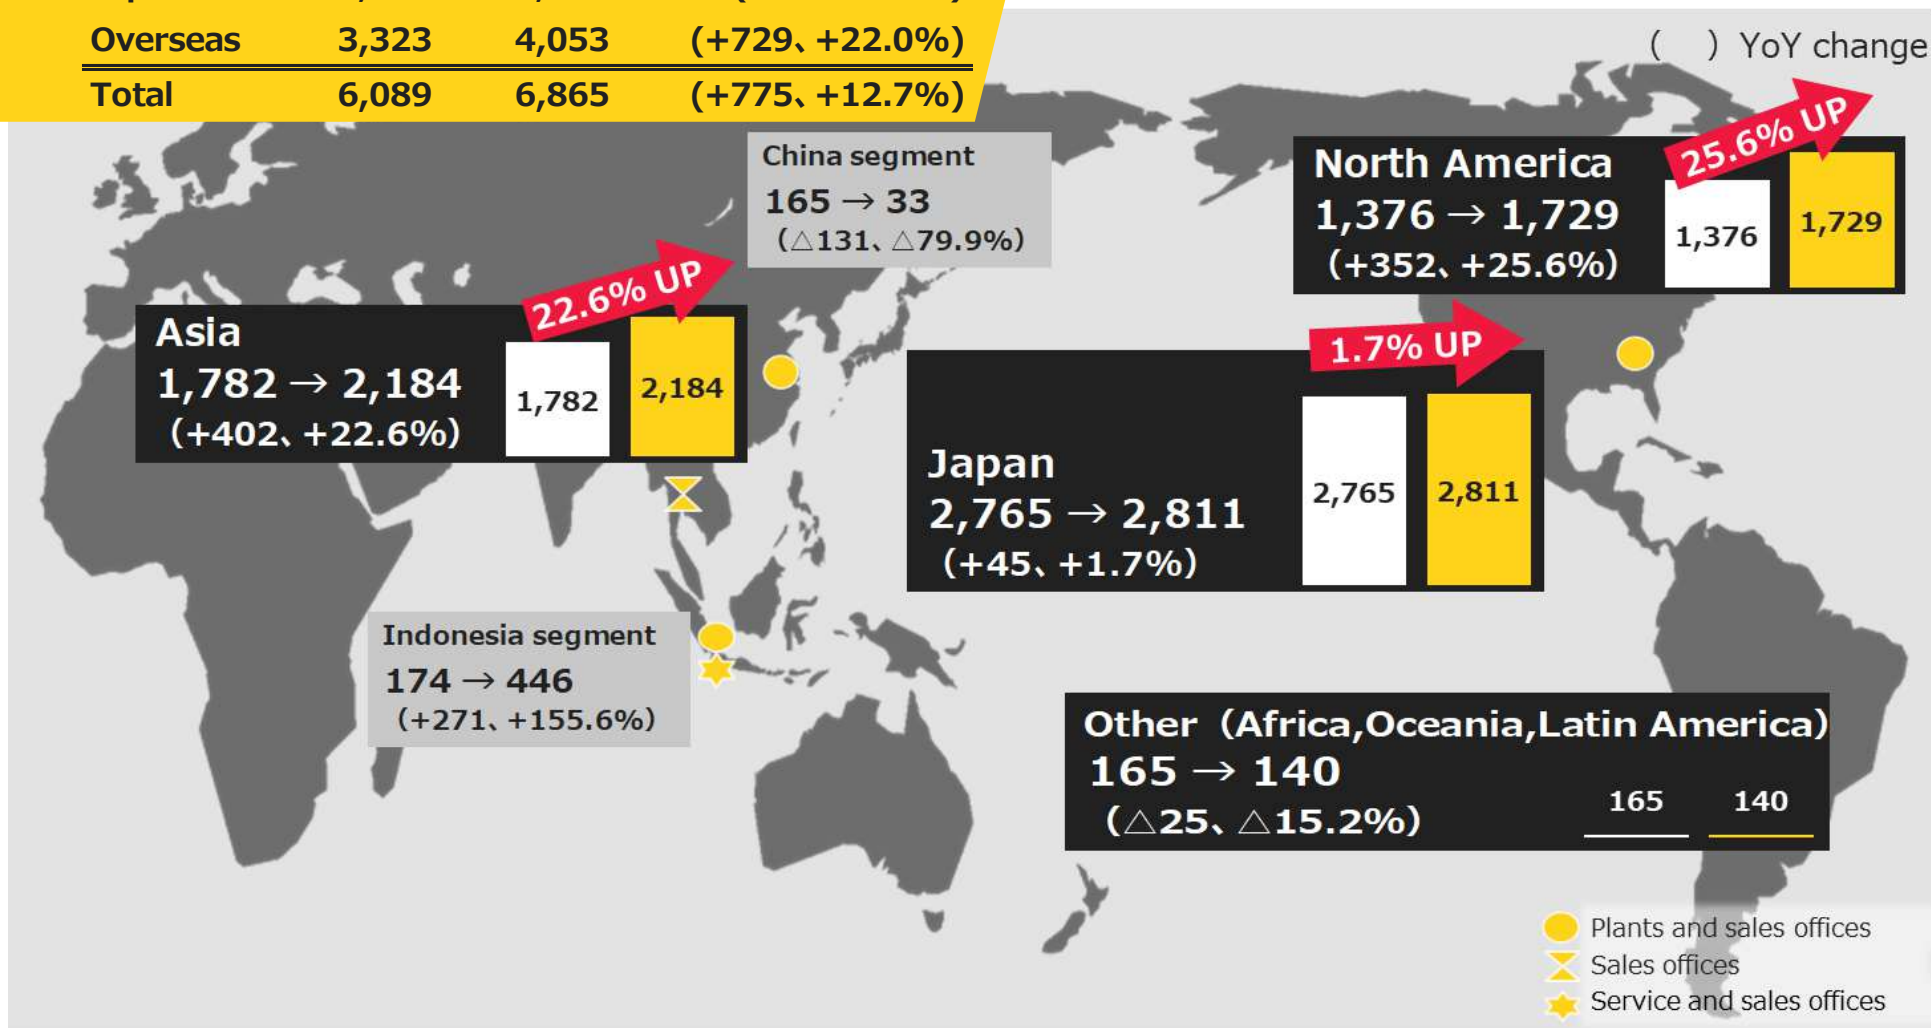 Overseas 3,323 4,053 (+729、+22.0%)
Total 6,089 6,865 (+775、+12.7%)
( ) YoY change
China segment
165 → 33
(△131、△79.9%)
25.6% UP
North America
1,376 → 1,729
(+352、+25.6%)
1,376 1,729
22.6% UP
Asia
1,782 → 2,184
(+402、+22.6%)
1,782 2,184
1.7% UP
Japan
2,765 → 2,811
(+45、+1.7%)
2,765 2,811
Indonesia segment
174 → 446
(+271、+155.6%)
Other (Africa,Oceania,Latin America)
165 → 140
(△25、△15.2%)
165 140
Plants and sales offices
Sales offices
Service and sales offices